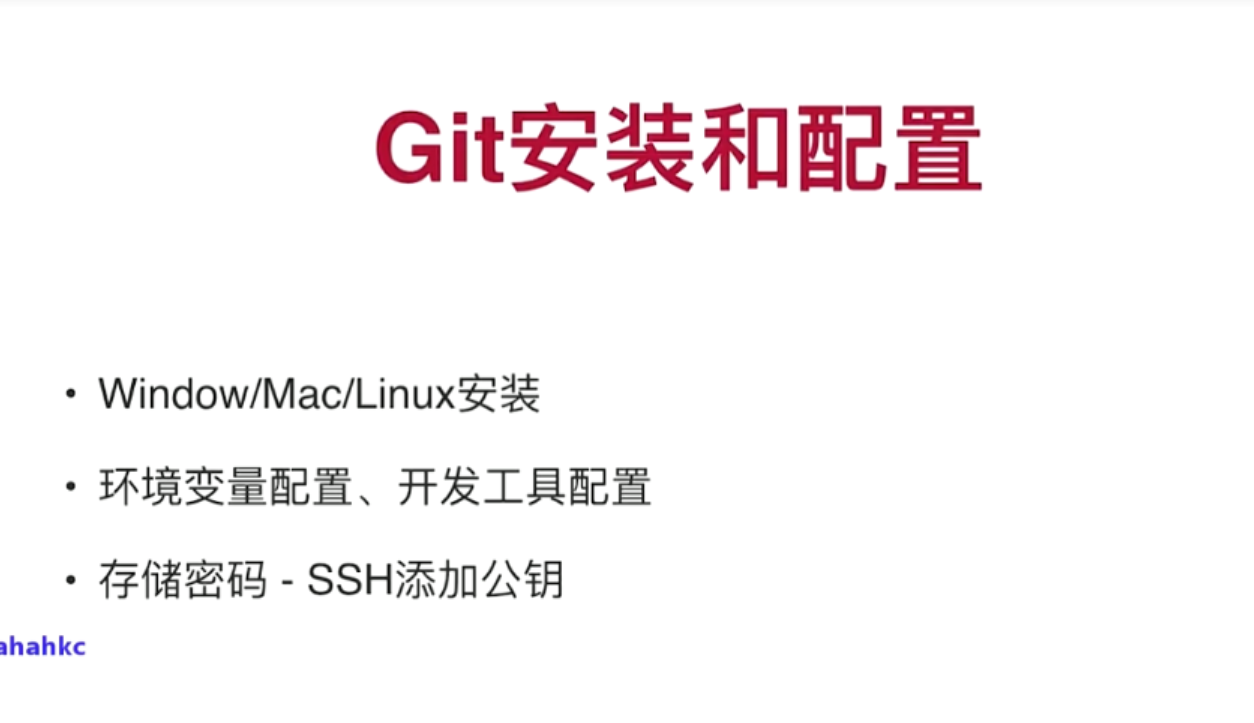 Git安装和配置
• Window/Mac/Linux安装
• 环境变量配置、开发工具配置
• 存储密码 - SSH添加公钥
ahahkc